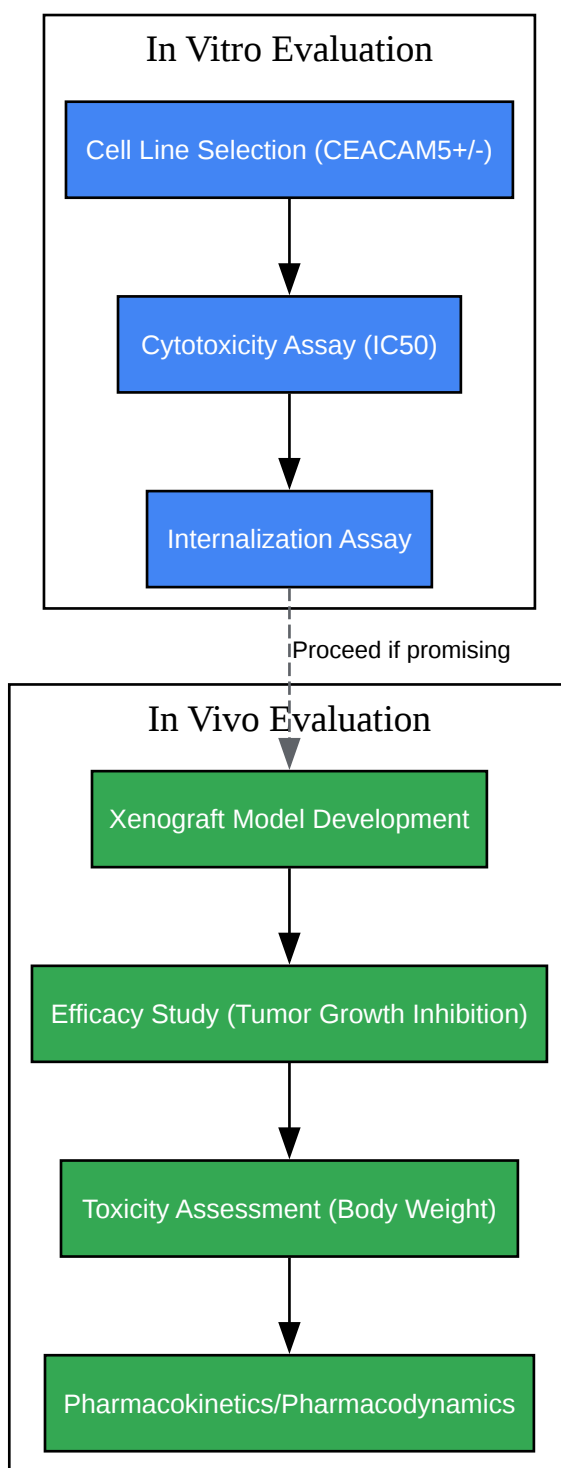 In Vitro Evaluation
Cell Line Selection (CEACAM5+/-)
Cytotoxicity Assay (IC50)
Internalization Assay
Proceed if promising
In Vivo Evaluation
Xenograft Model Development
Efficacy Study (Tumor Growth Inhibition)
Toxicity Assessment (Body Weight)
Pharmacokinetics/Pharmacodynamics